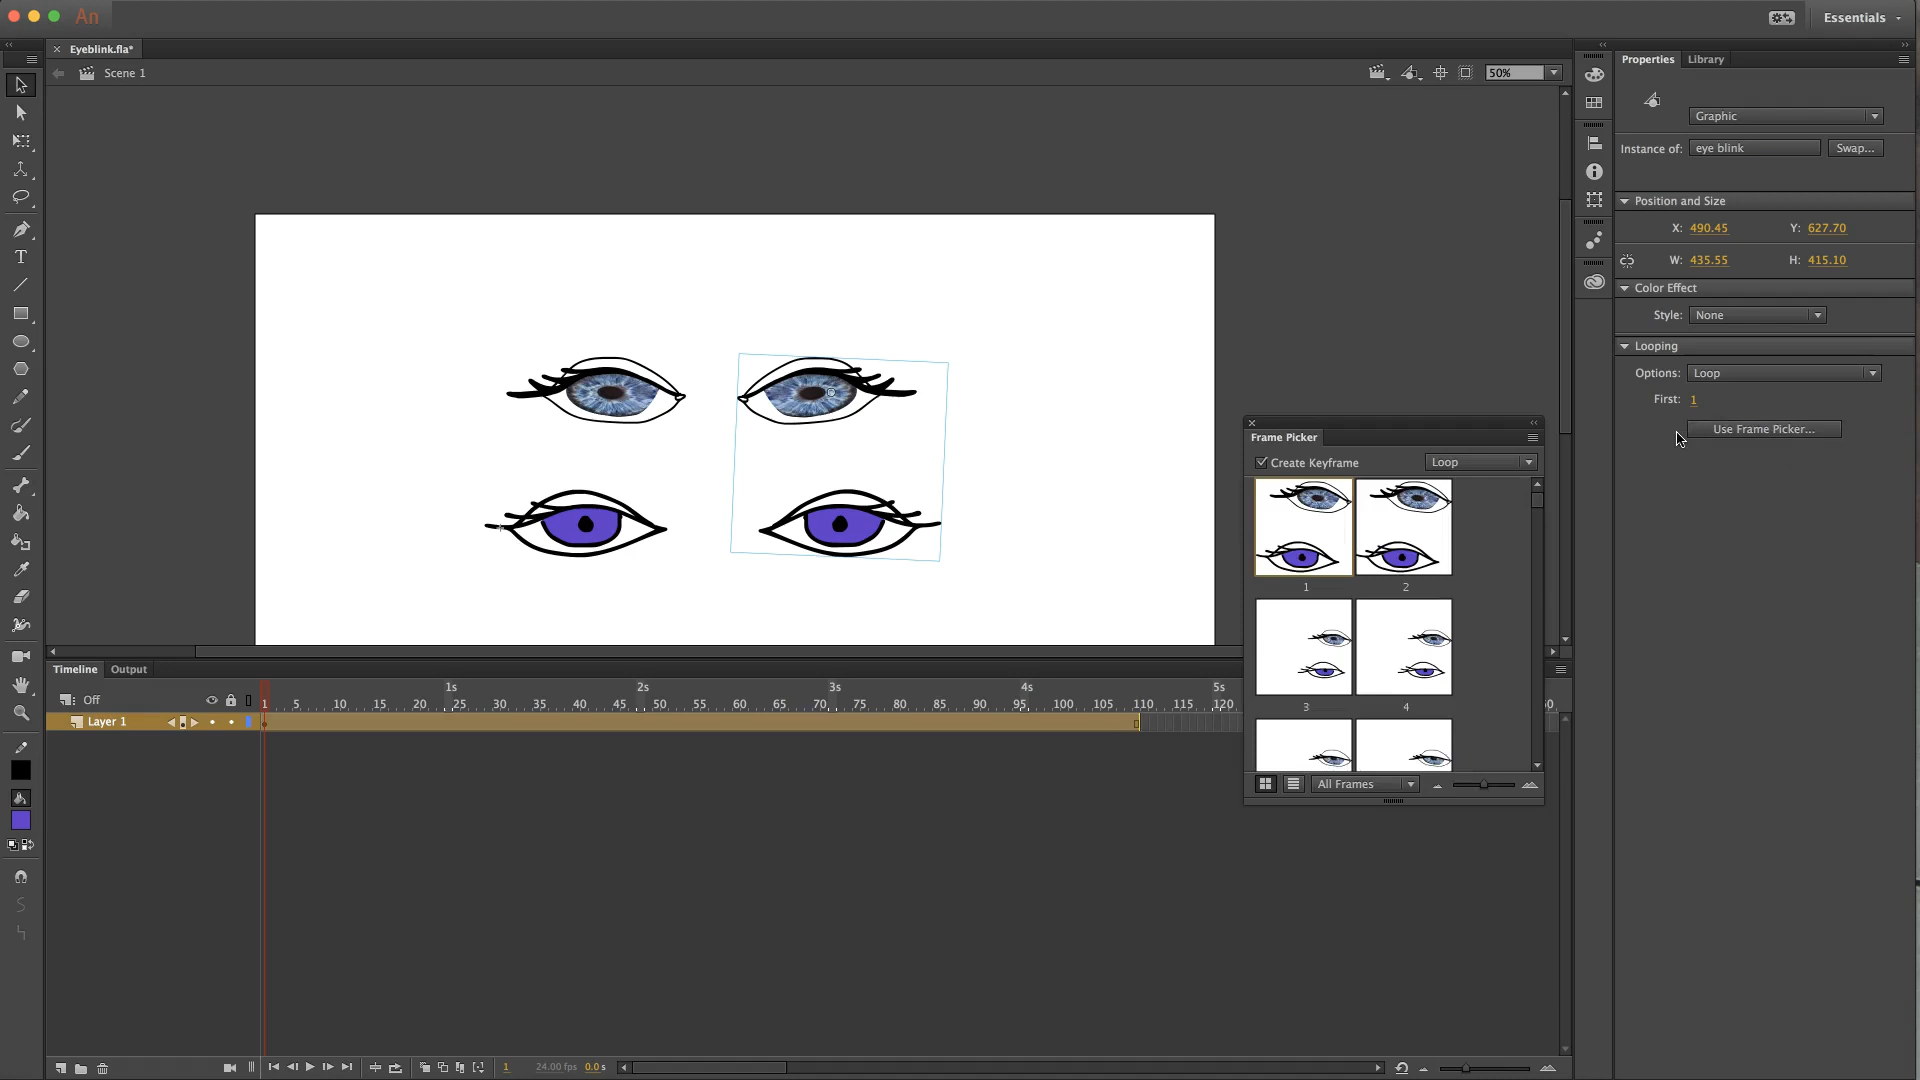 An
Essentials
Eyeblink.fla*
Scene 1
50%
Properties
Library
Graphic
Instance of:
eye blink
Swap...
Position and Size
X: 490.45
Y: 627.70
W: 435.55
H: 415.10
Color Effect
Style: None
Looping
Options: Loop
First: 1
Use Frame Picker...
Frame Picker
Create Keyframe
Loop
1
2
3
4
All Frames
Timeline
Output
Off
1s 2s 3s 4s 5s
1 5 10 15 20 25 30 35 40 45 50 55 60 65 70 75 80 85 90 95 100 105 110 115 120
Layer 1
1
24.00 fps
0.0 s